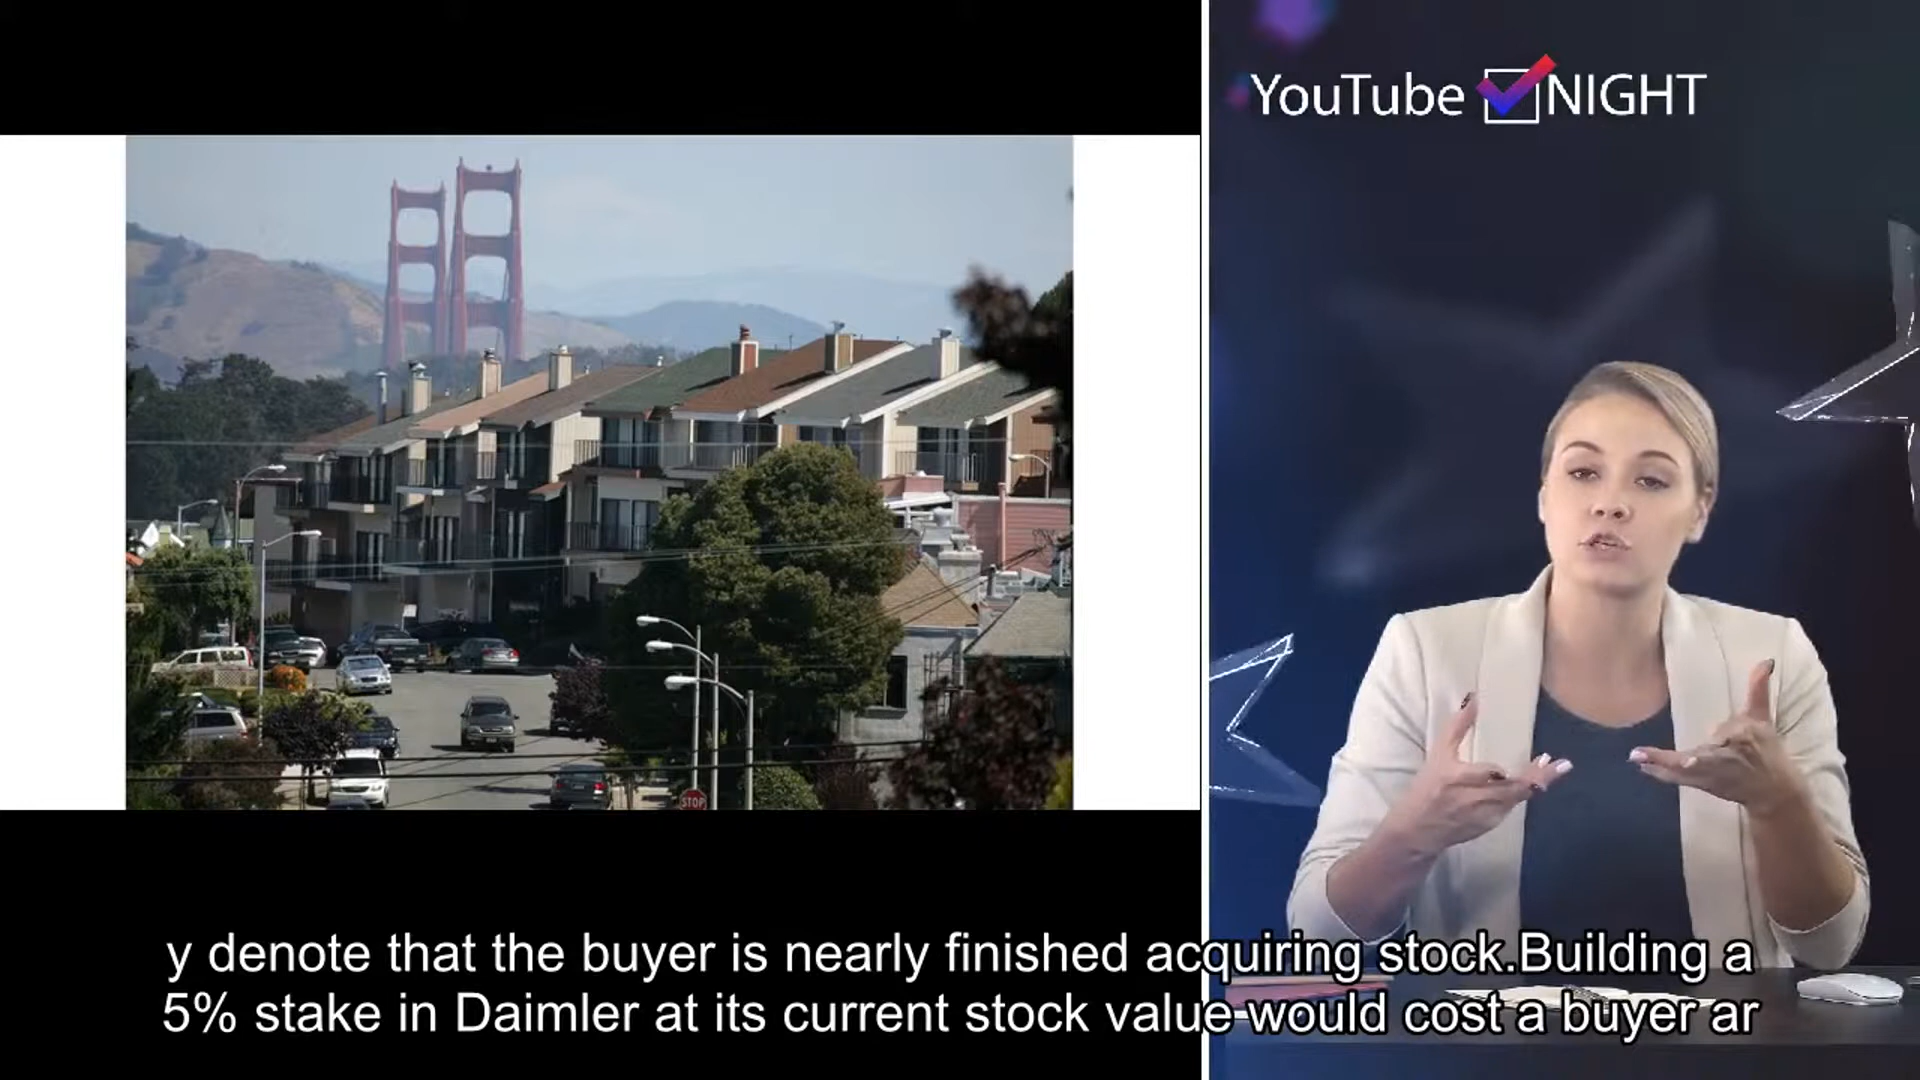 YouTube NIGHT
STOP
y denote that the buyer is nearly finished acquiring stock.Building a
5% stake in Daimler at its current stock value would cost a buyer ar